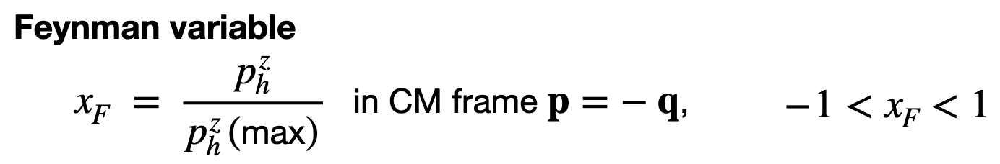 Feynman variable
x_F = p_h^z / p_h^z (max) in CM frame p = − q, −1 < x_F < 1